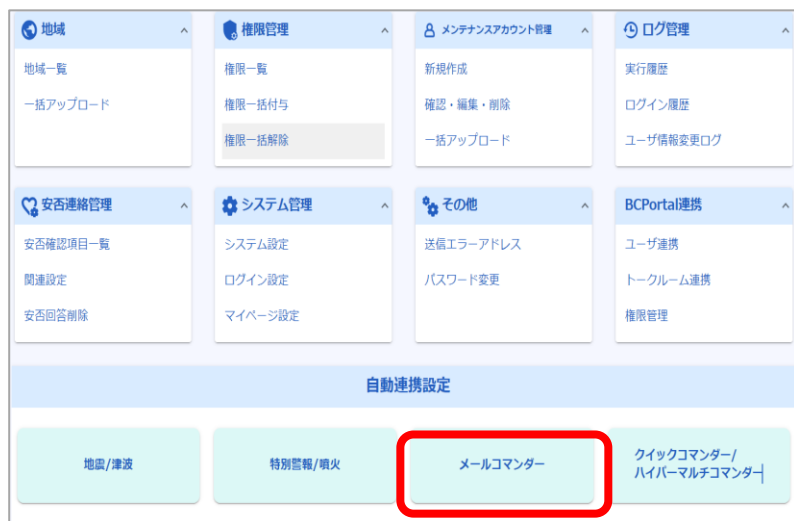 地域
地域一覧
一括アップロード
権限管理
権限一覧
権限一括付与
権限一括解除
メンテナンスアカウント管理
新規作成
確認・編集・削除
一括アップロード
ログ管理
実行履歴
ログイン履歴
ユーザ情報変更ログ
安否連絡管理
安否確認項目一覧
関連設定
安否回答削除
システム管理
システム設定
ログイン設定
マイページ設定
その他
送信エラーアドレス
パスワード変更
BCPortal連携
ユーザ連携
トークルーム連携
権限管理
自動連携設定
地震/津波
特別警報/噴火
メールコマンダー
クイックコマンダー/
ハイパーマルチコマンダー